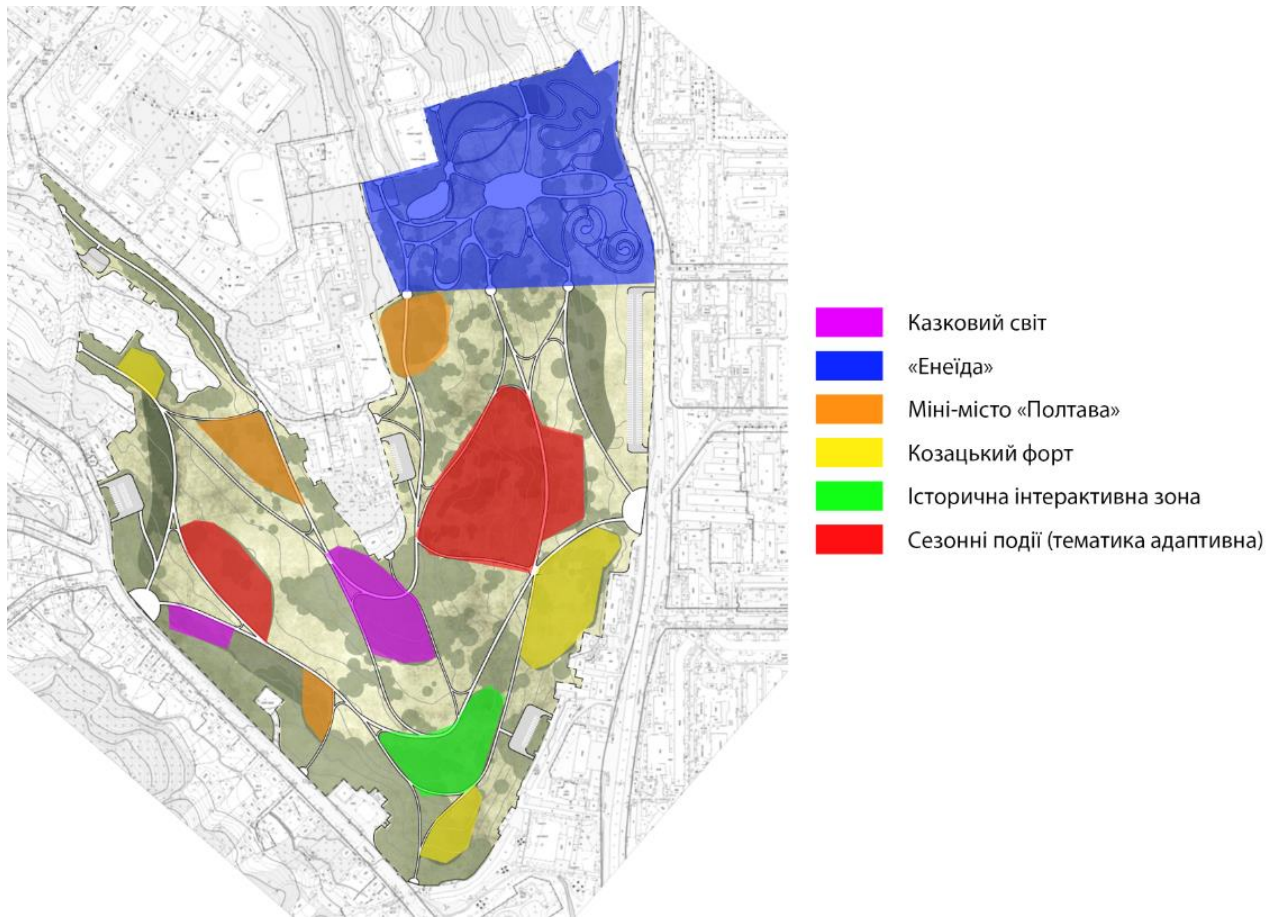 Казковий світ
«Енеїда»
Міні-місто «Полтава»
Козацький форт
Історична інтерактивна зона
Сезонні події (тематика адаптивна)